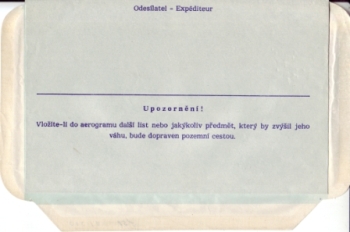 Odesílatel - Expéditeur
Upozornění!
Vložíte-li do aerogramu další list nebo jakýkoliv předmět, který by zvýšil jeho
váhu, bude dopraven pozemní cestou.